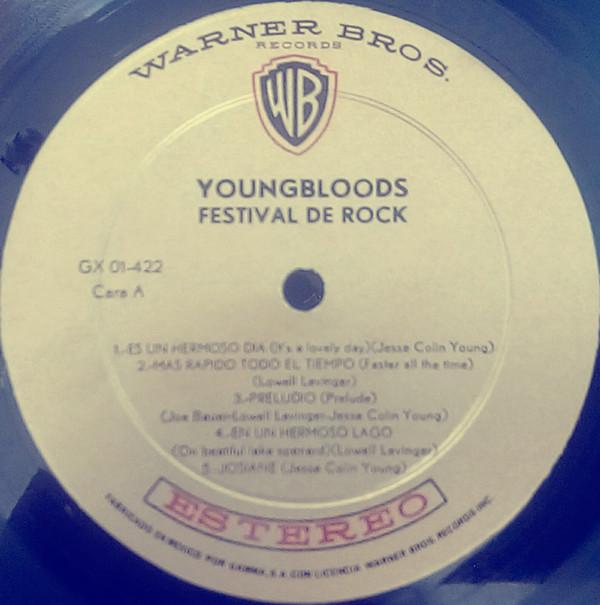 WARNER BROS.
RECORDS
WB
YOUNGBLOODS
FESTIVAL DE ROCK
GX 01-422
Cara A
1.-ES UN HERMOSO DIA (It's a lovely day)(Jesse Colin Young)
2.-MAS RAPIDO TODO EL TIEMPO (Faster all the time)
(Lowell Levinger)
3.-PRELUDIO (Prelude)
(Joe Bauer-Lowell Levinger-Jesse Colin Young)
4.-EN UN HERMOSO LAGO
(On lake (Lowell Levinger)
5.-JOSIANE (Jesse Colin Young)
ESTEREO
FABRICADO EN MEXICO POR GAMMA, S.A. CON LICENCIA WARNER BROS. RECORDS INC.